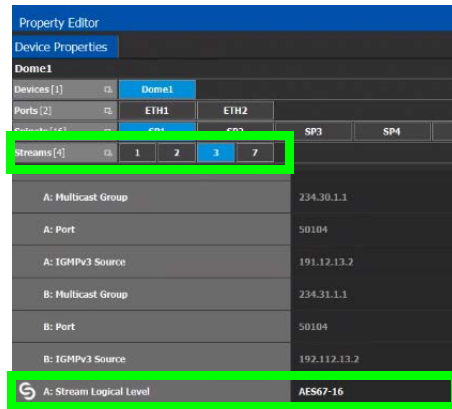 Property Editor
Device Properties
Dome1
Devices [1] Dome1
Ports [2] ETH1 ETH2
SP3 SP4
Streams [4] 1 2 3 7
A: Multicast Group 234.30.1.1
A: Port 50104
A: IGMPv3 Source 191.12.13.2
B: Multicast Group 234.31.1.1
B: Port 50104
B: IGMPv3 Source 192.112.13.2
A: Stream Logical Level AES67-16